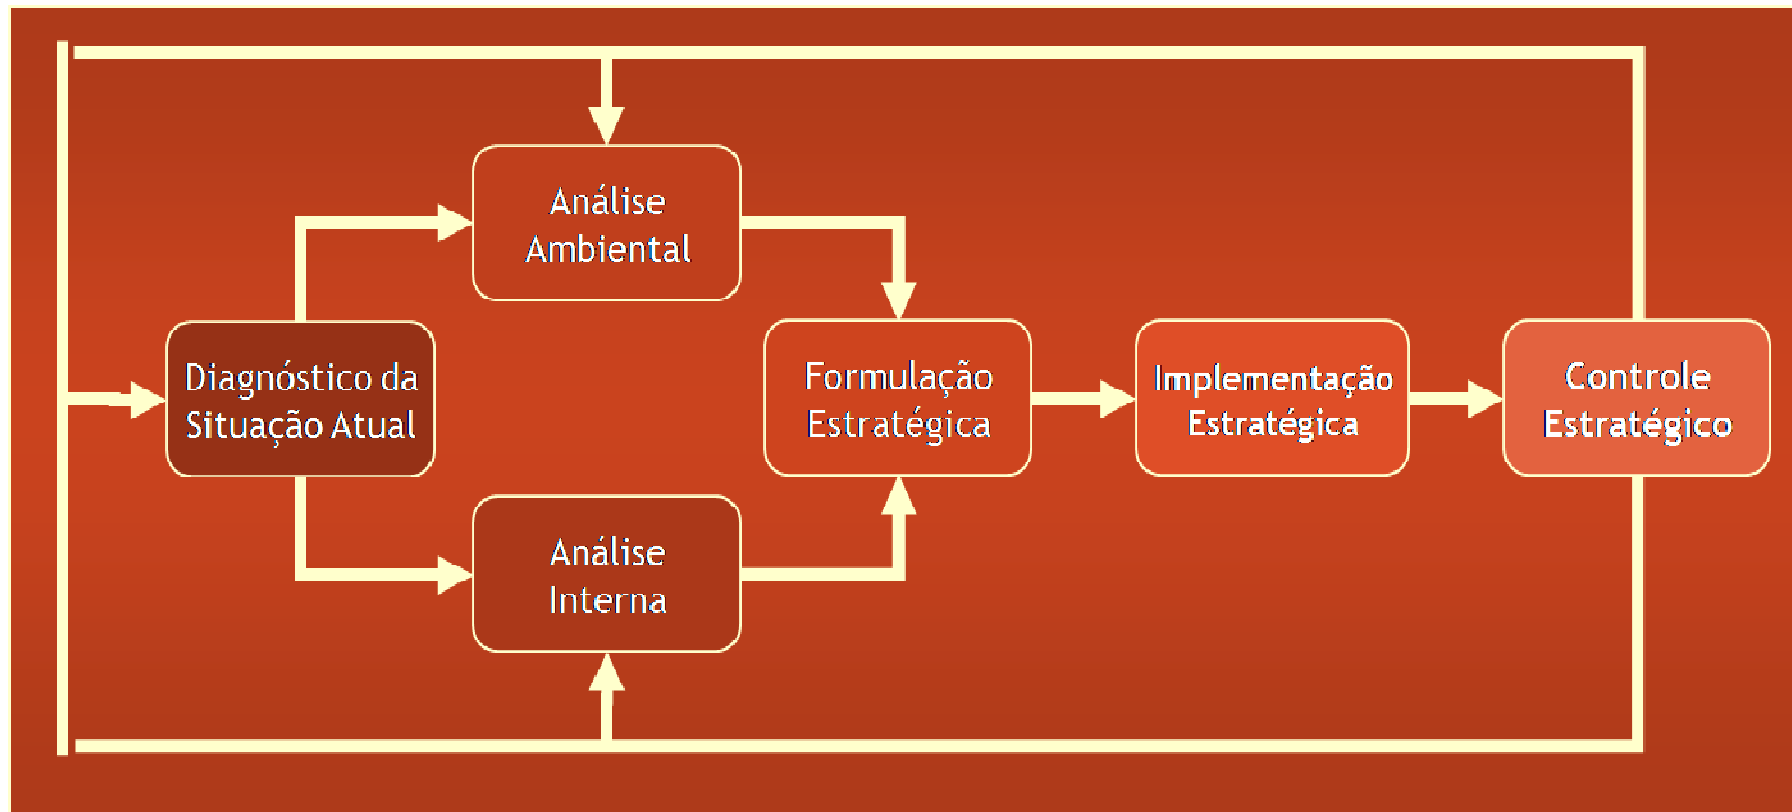 Análise
Ambiental
Diagnóstico da
Situação Atual
Formulação
Estratégica
Implementação
Estratégica
Controle
Estratégico
Análise
Interna